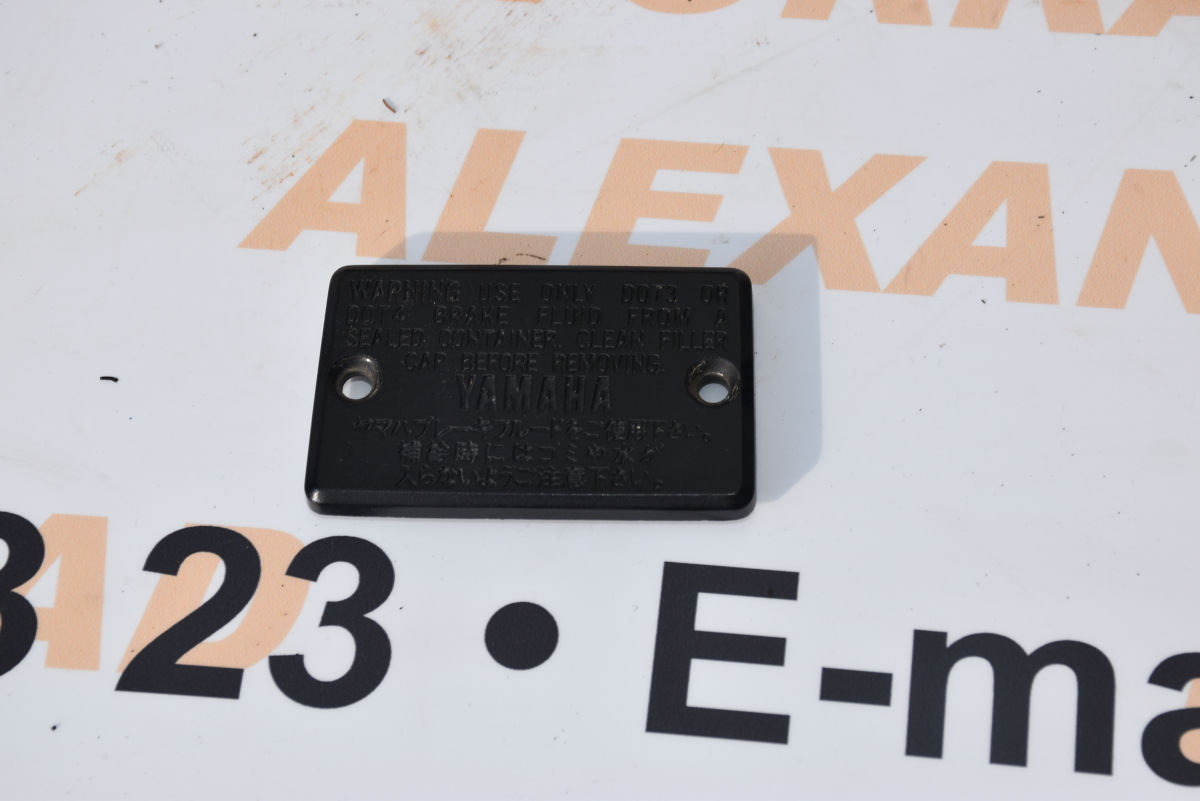 ALEXAN
WARNING USE ONLY DOT3 OR
DOT4 BRAKE FLUID FROM A
SEALED CONTAINER. CLEAN FILLER
CAP BEFORE REMOVING.
YAMAHA
ヤマハブレーキフルードをご使用下さい。
補給時にはゴミや水が
入らないようご注意下さい。
AD
323 • E-ma